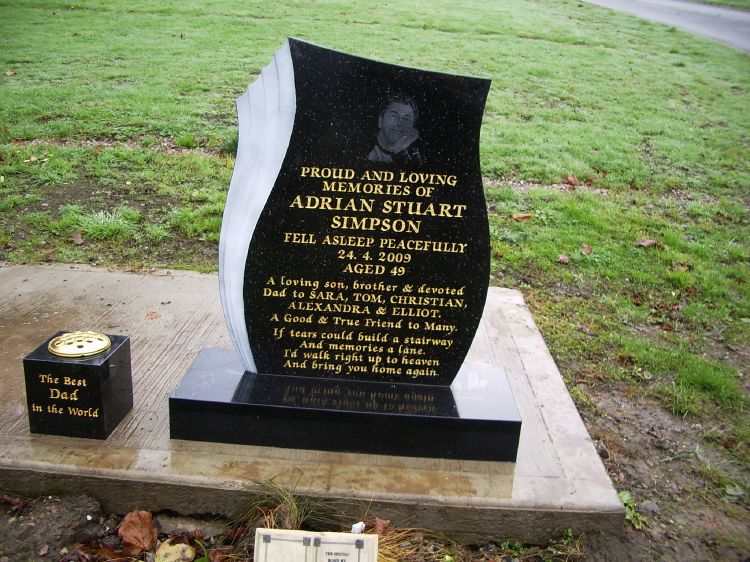 PROUD AND LOVING
MEMORIES OF
ADRIAN STUART
SIMPSON
FELL ASLEEP PEACEFULLY
24. 4. 2009
AGED 49
A loving son, brother & devoted
Dad to SARA, TOM, CHRISTIAN,
ALEXANDRA & ELLIOT.
A Good & True Friend to Many.
If tears could build a stairway
And memories a lane.
I'd walk right up to heaven
And bring you home again.
The Best
Dad
in the World